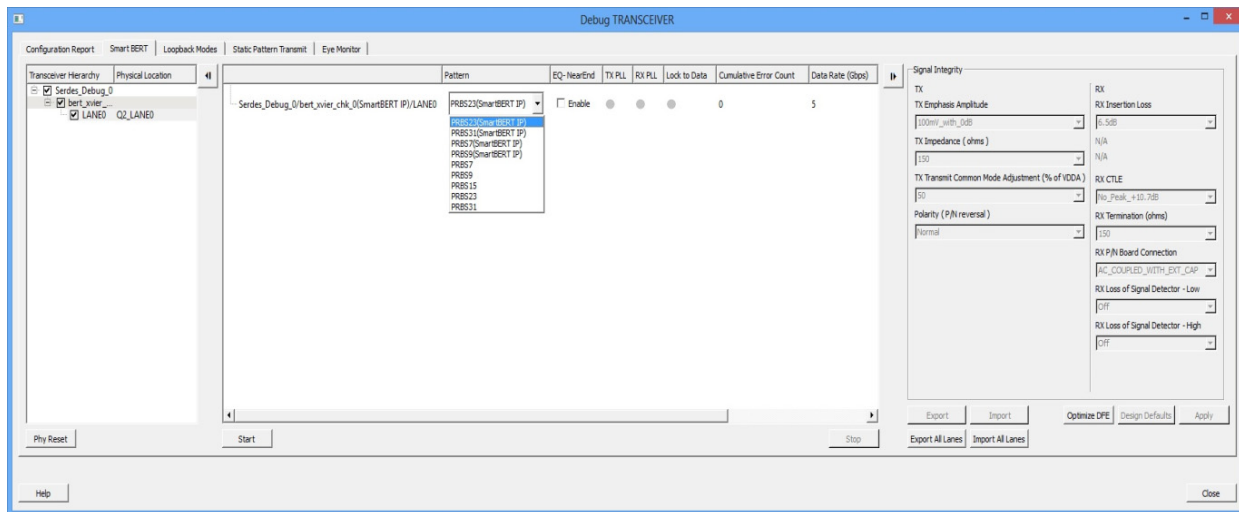 Debug TRANSCEIVER
Configuration Report Smart BERT Loopback Modes Static Pattern Transmit Eye Monitor
Transceiver Hierarchy Physical Location
Serdes_Debug_0
bert_xvier_...
LANE0 Q2_LANE0
Phy Reset
Pattern EQ-NearEnd TX PLL RX PLL Lock to Data Cumulative Error Count Data Rate (Gbps)
Serdes_Debug_0/bert_xvier_chk_0(SmartBERT IP)/LANE0 PRBS23(SmartBERT IP) Enable 0 5
PRBS23(SmartBERT IP)
PRBS31(SmartBERT IP)
PRBS7(SmartBERT IP)
PRBS9(SmartBERT IP)
PRBS7
PRBS9
PRBS15
PRBS23
PRBS31
Start Stop
Signal Integrity
TX
TX Emphasis Amplitude
100mV_with_0dB
TX Impedance ( ohms )
150
TX Transmit Common Mode Adjustment (% of VDDA )
50
Polarity ( P/N reversal )
Normal
RX
RX Insertion Loss
6.5dB
N/A
N/A
RX CTLE
No_Peak_+10.7dB
RX Termination (ohms)
150
RX P/N Board Connection
AC_COUPLED_WITH_EXT_CAP
RX Loss of Signal Detector - Low
Off
RX Loss of Signal Detector - High
Off
Export Import Optimize DFE Design Defaults Apply
Export All Lanes Import All Lanes
Help Close